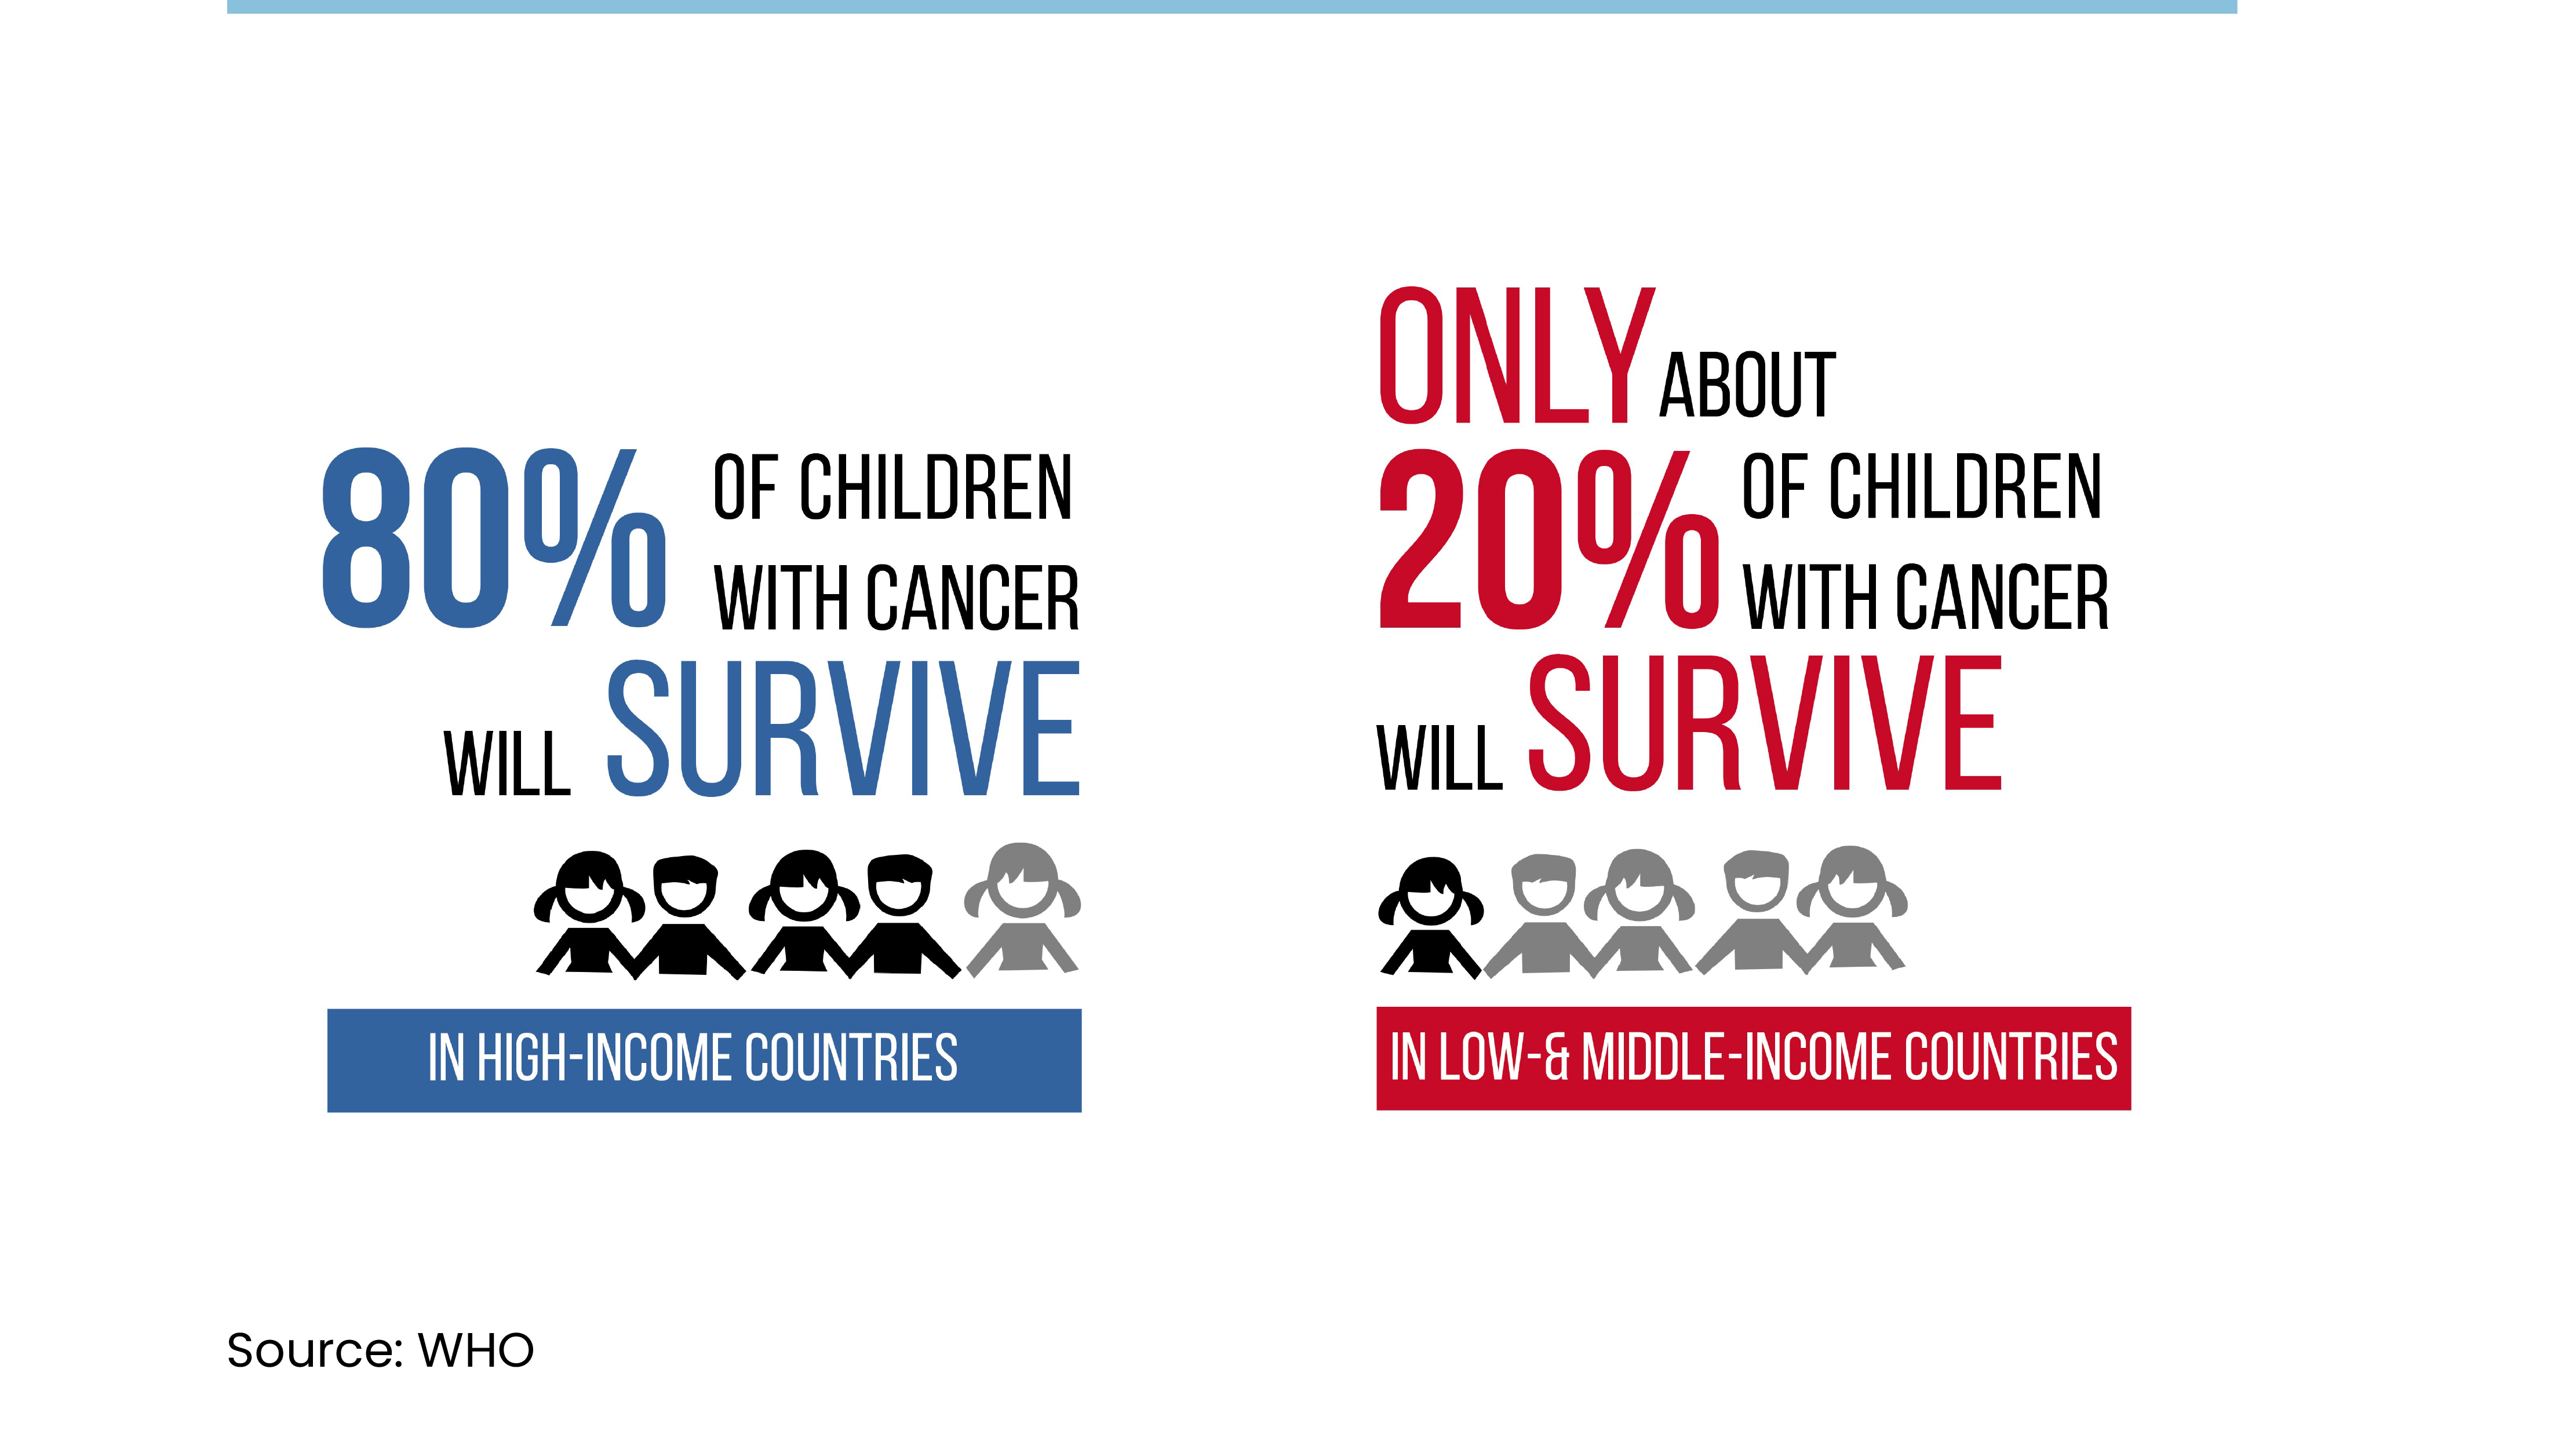 80% OF CHILDREN
WITH CANCER
WILL SURVIVE
IN HIGH-INCOME COUNTRIES
ONLY ABOUT
20% OF CHILDREN
WITH CANCER
WILL SURVIVE
IN LOW-& MIDDLE-INCOME COUNTRIES
Source: WHO